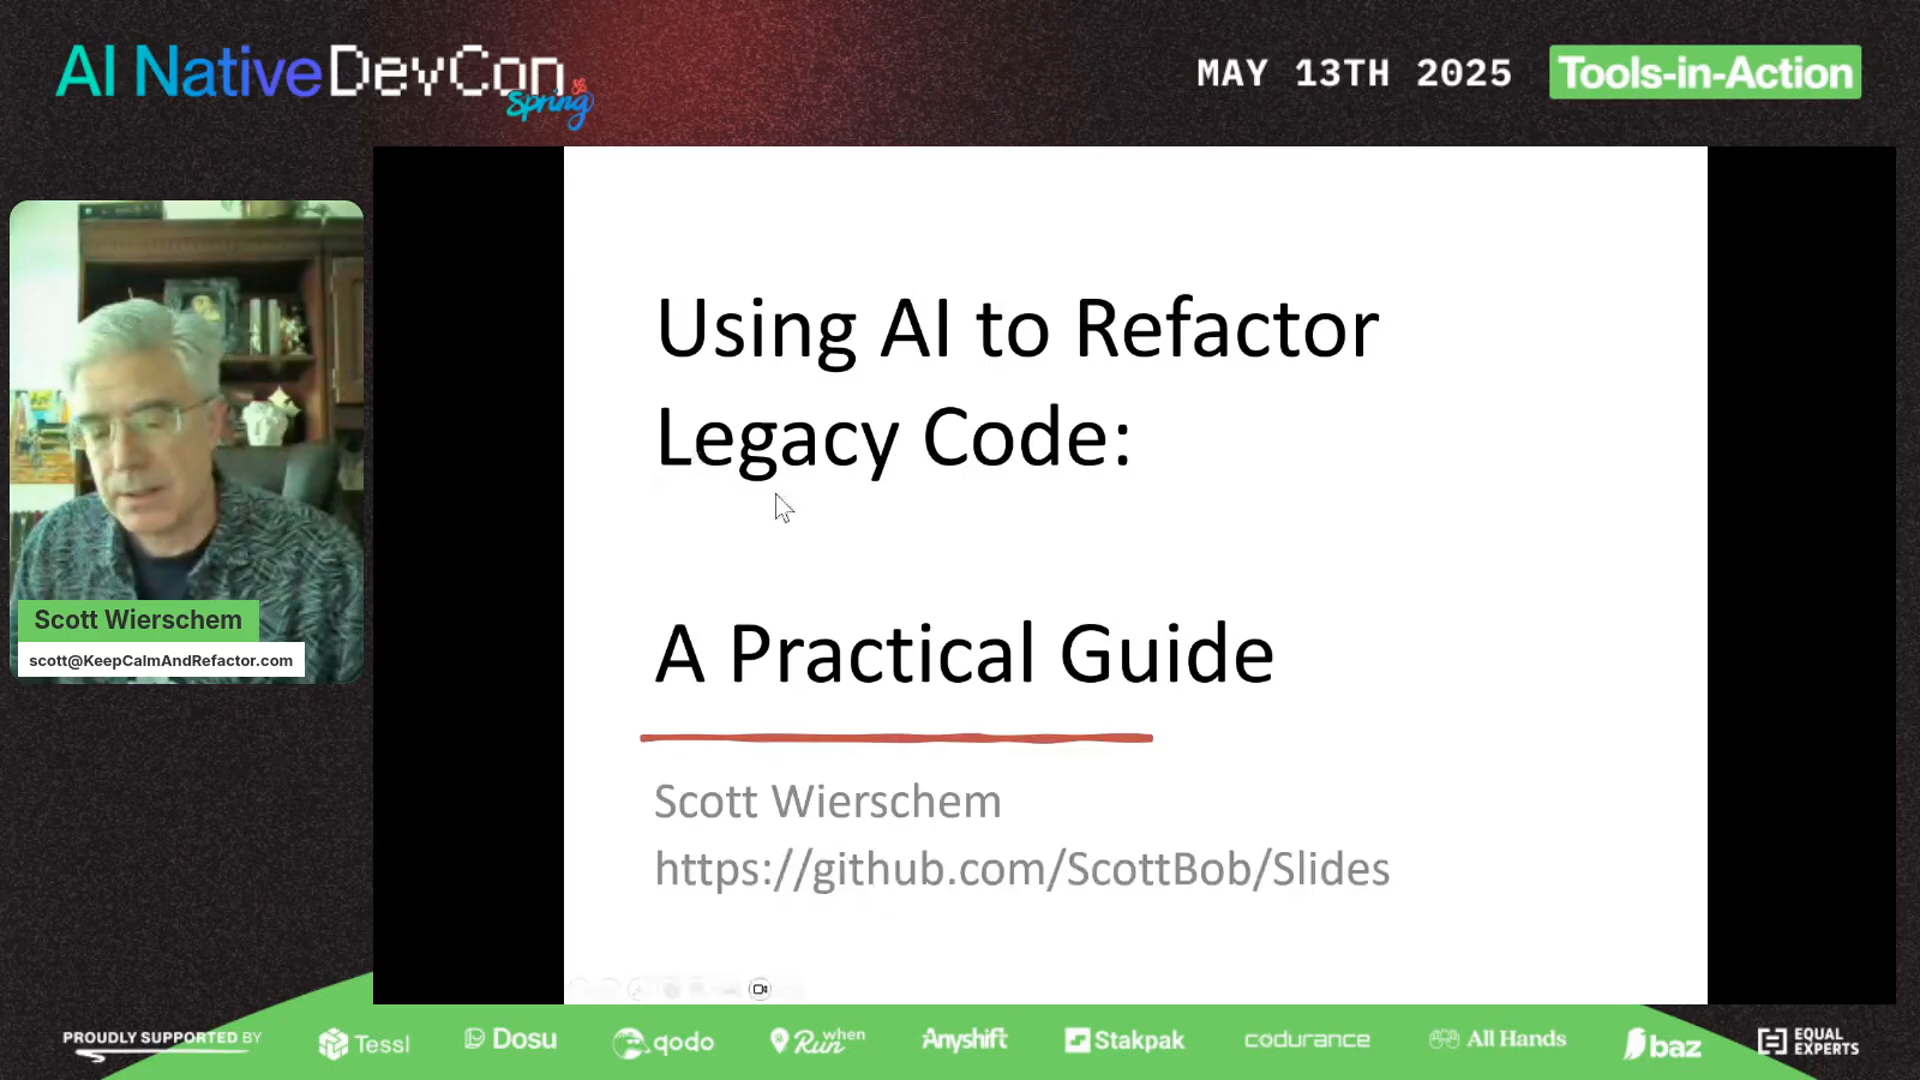 AI Native DevCon
Spring
MAY 13TH 2025
Tools-in-Action
Using AI to Refactor
Legacy Code:
A Practical Guide
Scott Wierschem
https://github.com/ScottBob/Slides
Scott Wierschem
scott@KeepCalmAndRefactor.com
PROUDLY SUPPORTED BY
Tessl
Dosu
qodo
Run when
Anyshift
Stakpak
codurance
All Hands
baz
EQUAL
EXPERTS